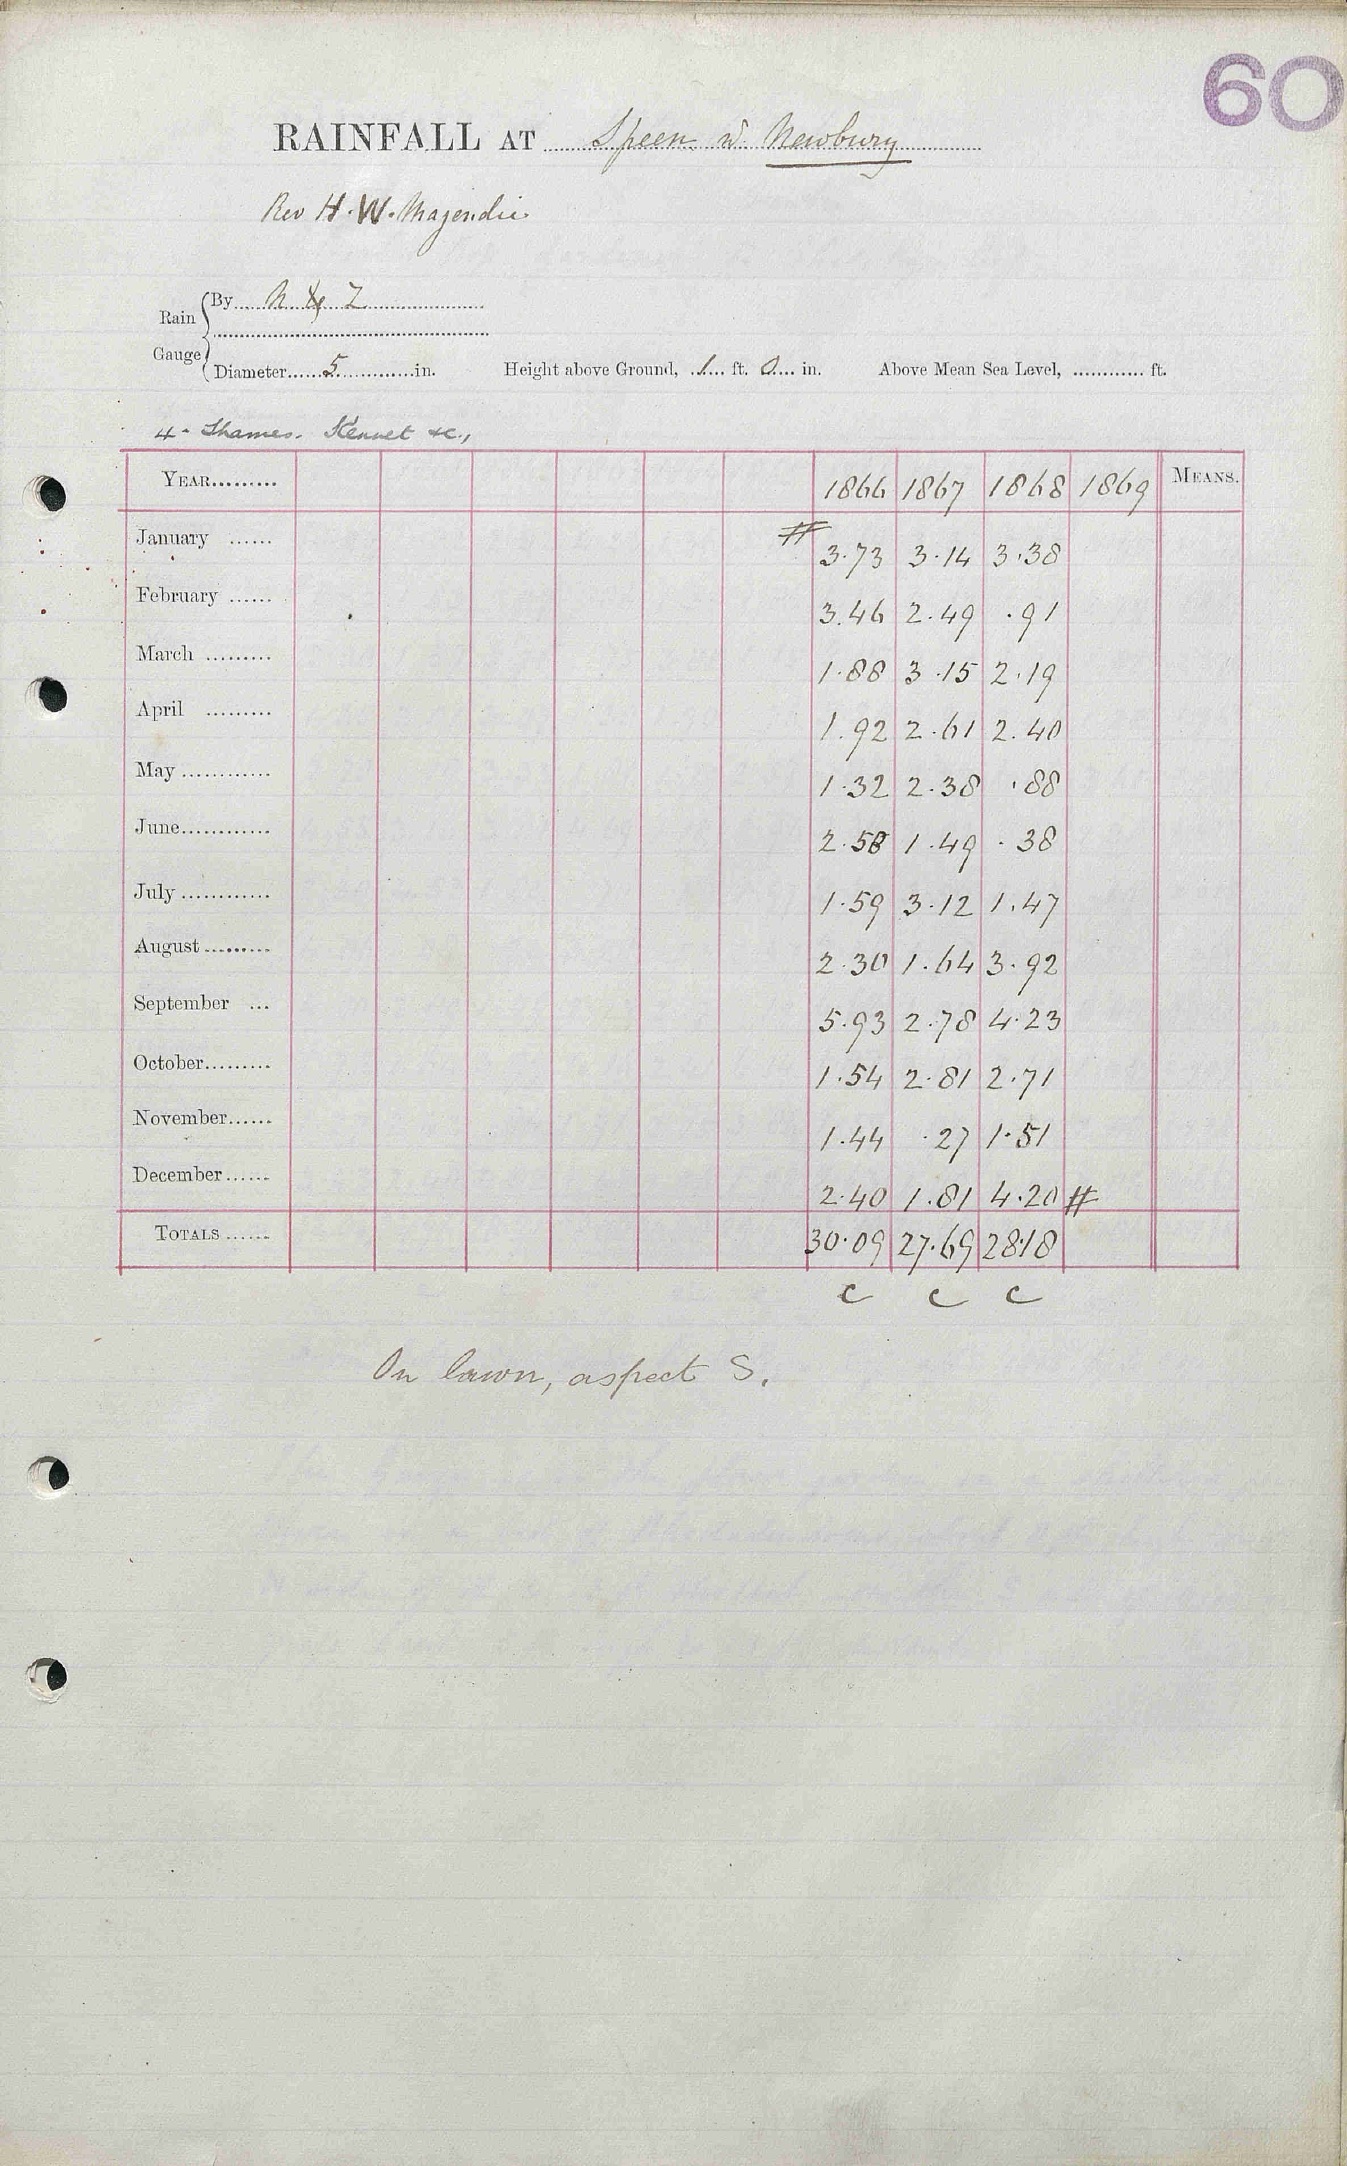 60
RAINFALL AT Speen. Nr. Newbury
Rev H. W. Magendie
Rain Gauge
By N & Z
Diameter......5.............in. Height above Ground, ..1... ft. 0.... in. Above Mean Sea Level, ............ ft.
4. Thames. Kennet &c.,
YEAR......... 1866 1867 1868 1869 MEANS.
January ...... # 3.73 3.14 3.38
February ...... 3.46 2.49 .91
March ......... 1.88 3.15 2.19
April ......... 1.92 2.61 2.40
May............ 1.32 2.38 .88
June............ 2.58 1.49 .38
July............ 1.59 3.12 1.47
August......... 2.30 1.64 3.92
September ... 5.93 2.78 4.23
October......... 1.54 2.81 2.71
November...... 1.44 .27 1.51
December...... 2.40 1.81 4.20 #
TOTALS ...... 30.09 27.69 28.18
c c c
On lawn, aspect S.